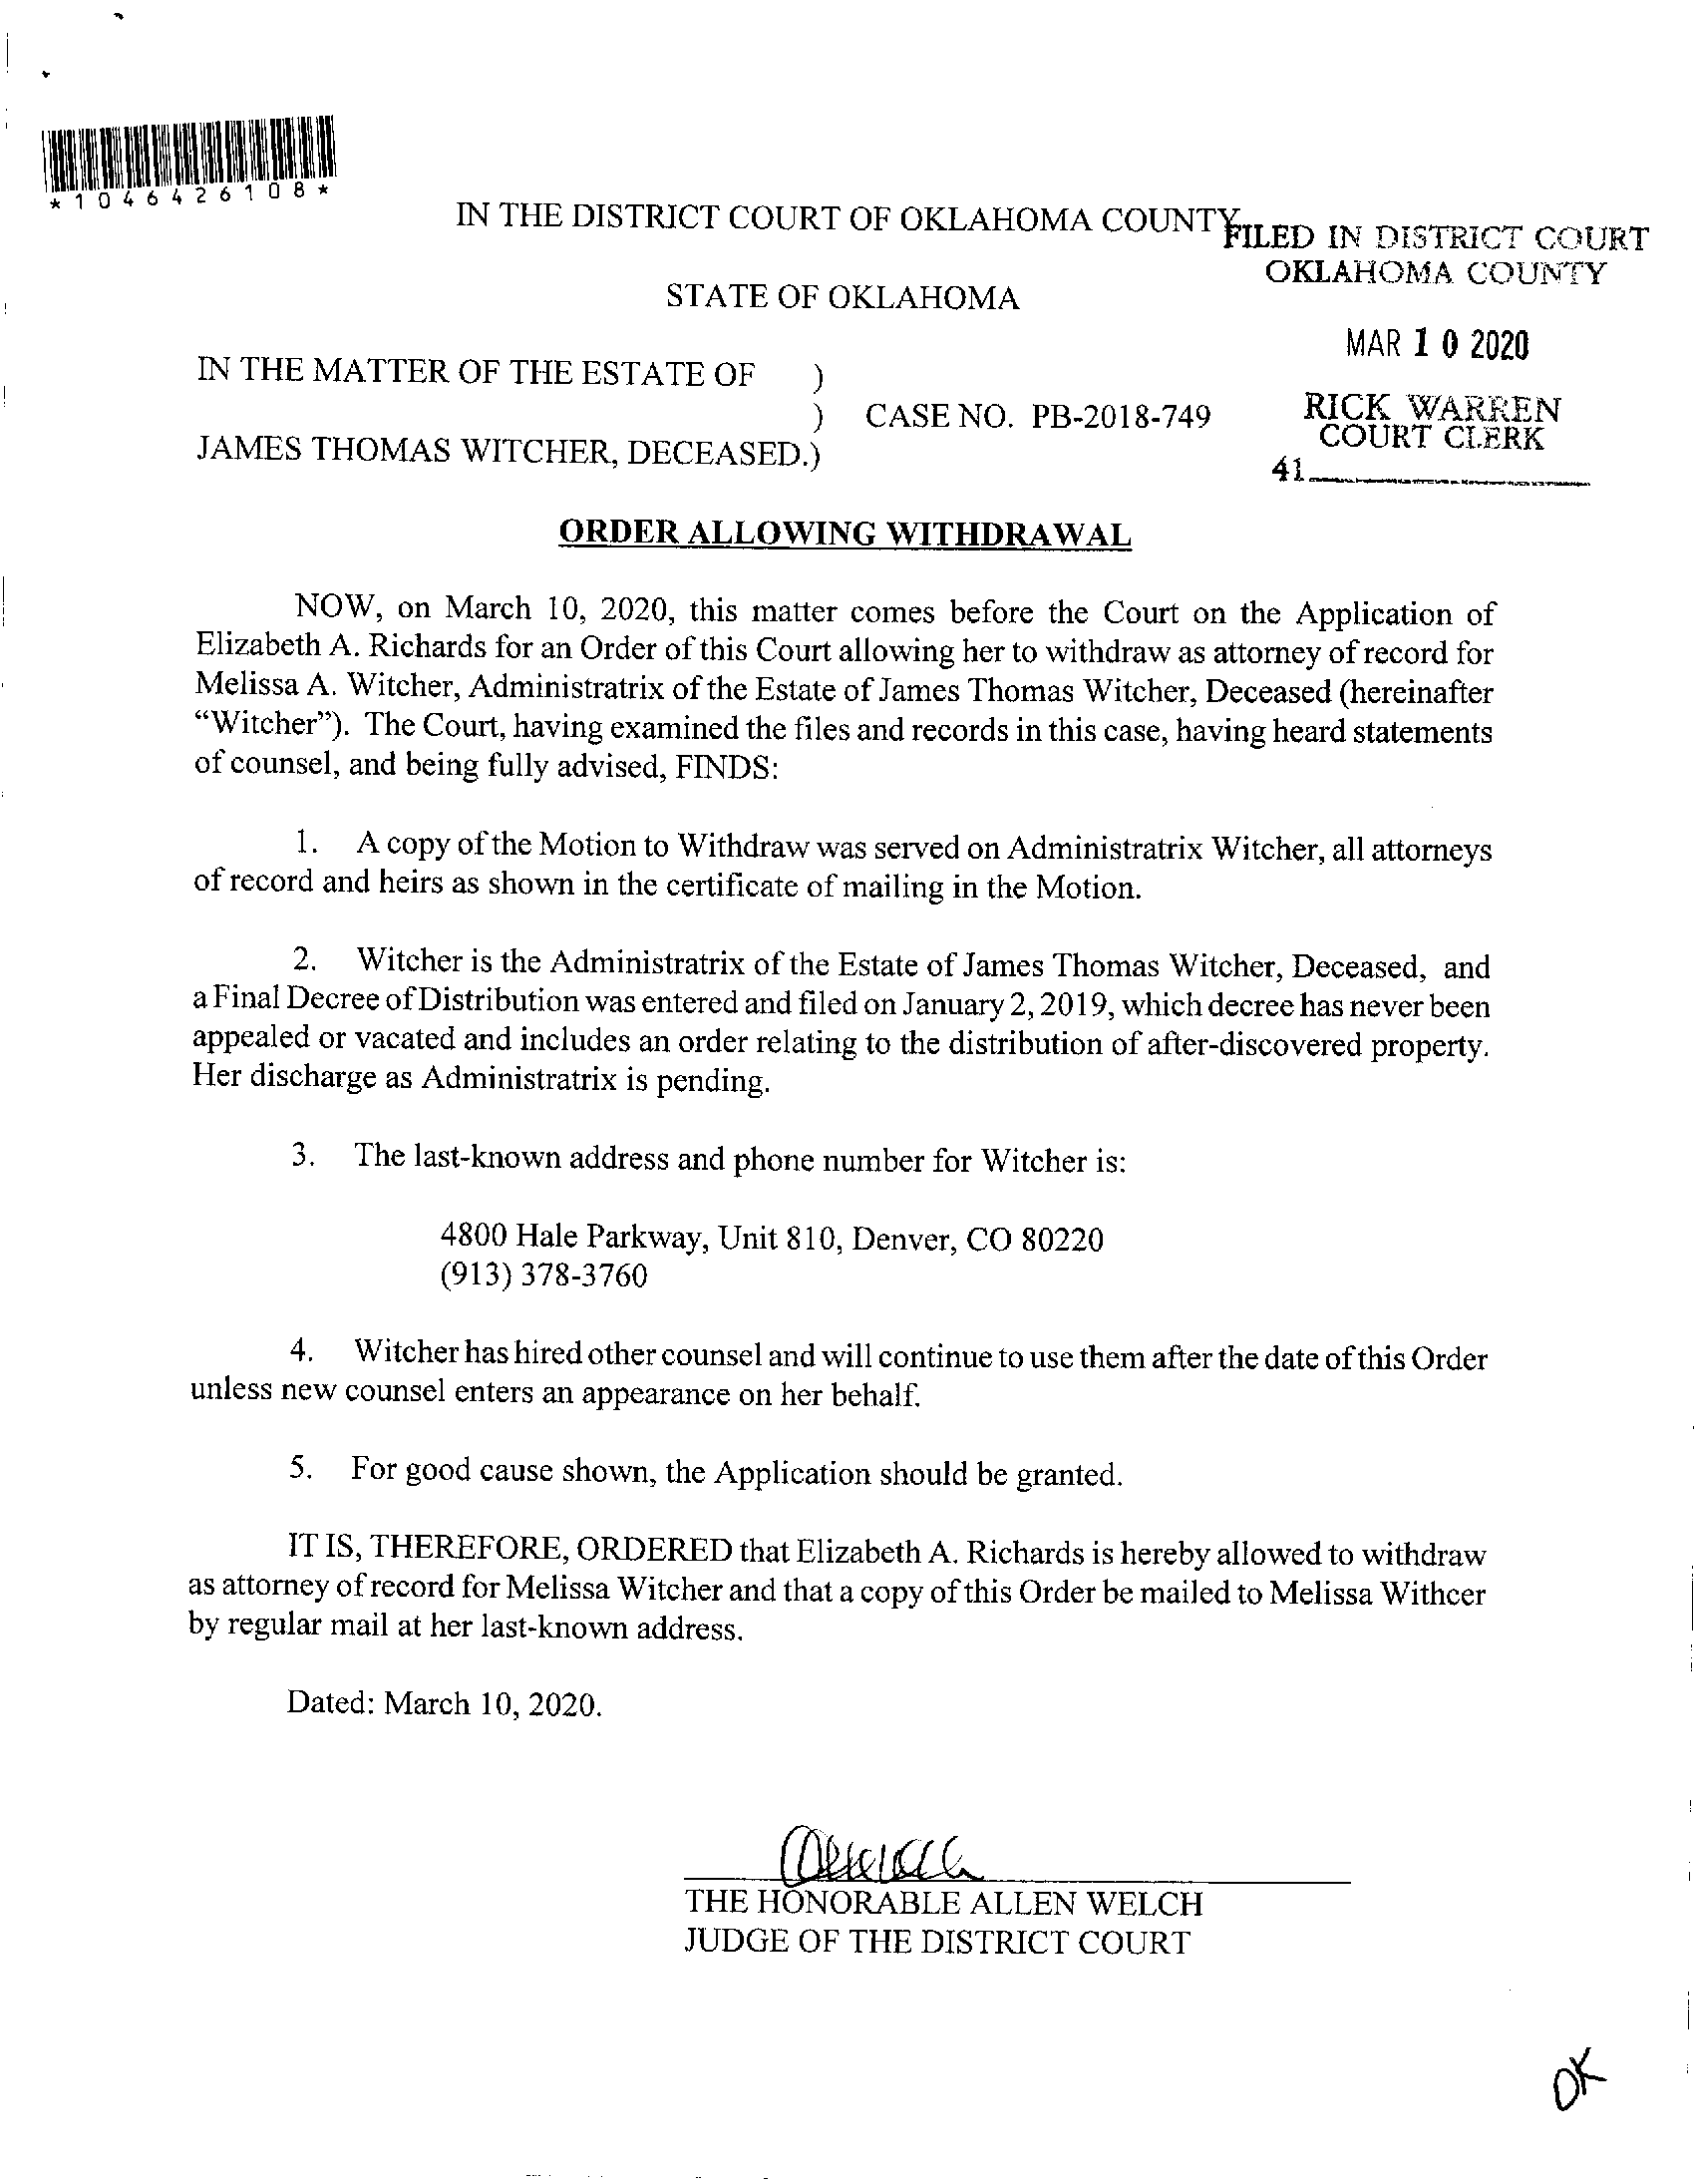 *1046426108*
IN THE DISTRICT COURT OF OKLAHOMA COUNTY
FILED IN DISTRICT COURT
OKLAHOMA COUNTY
STATE OF OKLAHOMA
MAR 10 2020
IN THE MATTER OF THE ESTATE OF )
) CASE NO. PB-2018-749
RICK WARREN
COURT CLERK
JAMES THOMAS WITCHER, DECEASED.)
41
ORDER ALLOWING WITHDRAWAL
NOW, on March 10, 2020, this matter comes before the Court on the Application of
Elizabeth A. Richards for an Order of this Court allowing her to withdraw as attorney of record for
Melissa A. Witcher, Administratrix of the Estate of James Thomas Witcher, Deceased (hereinafter
“Witcher”). The Court, having examined the files and records in this case, having heard statements
of counsel, and being fully advised, FINDS:
1. A copy of the Motion to Withdraw was served on Administratrix Witcher, all attorneys
of record and heirs as shown in the certificate of mailing in the Motion.
2. Witcher is the Administratrix of the Estate of James Thomas Witcher, Deceased, and
a Final Decree of Distribution was entered and filed on January 2, 2019, which decree has never been
appealed or vacated and includes an order relating to the distribution of after-discovered property.
Her discharge as Administratrix is pending.
3. The last-known address and phone number for Witcher is:
4800 Hale Parkway, Unit 810, Denver, CO 80220
(913) 378-3760
4. Witcher has hired other counsel and will continue to use them after the date of this Order
unless new counsel enters an appearance on her behalf.
5. For good cause shown, the Application should be granted.
IT IS, THEREFORE, ORDERED that Elizabeth A. Richards is hereby allowed to withdraw
as attorney of record for Melissa Witcher and that a copy of this Order be mailed to Melissa Withcer
by regular mail at her last-known address.
Dated: March 10, 2020.
THE HONORABLE ALLEN WELCH
JUDGE OF THE DISTRICT COURT
OK